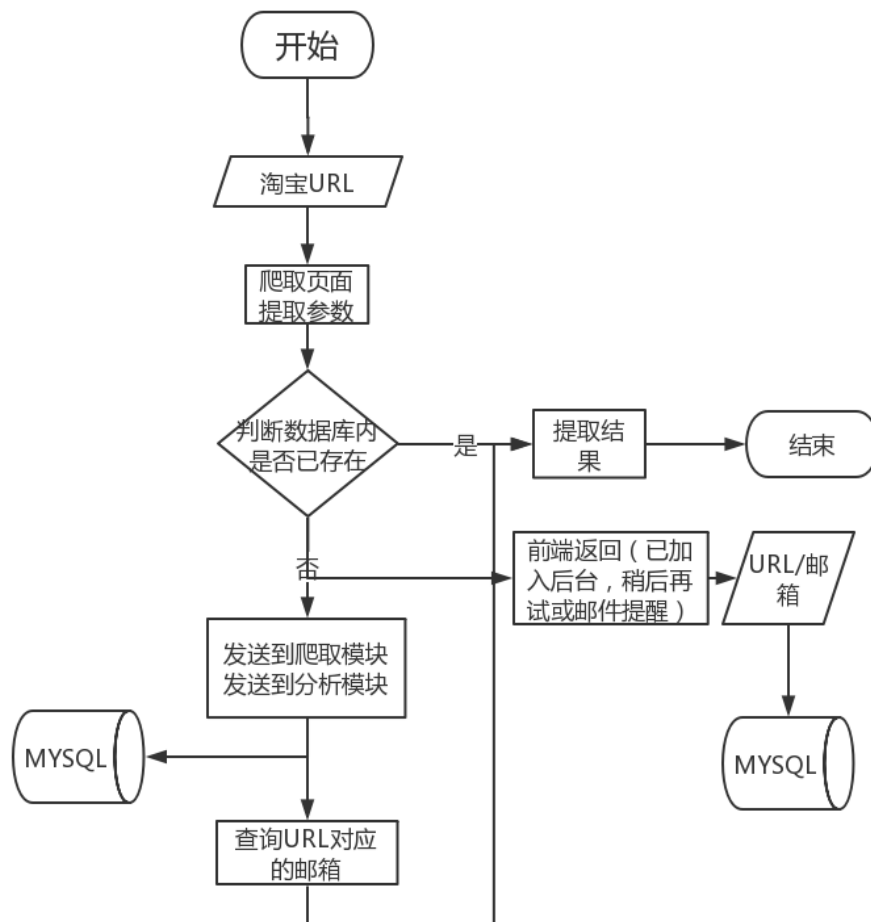 开始
淘宝URL
爬取页面
提取参数
判断数据库内
是否已存在
是
提取结
果
结束
否
前端返回（已加
入后台，稍后再
试或邮件提醒）
URL/邮
箱
发送到爬取模块
发送到分析模块
MYSQL
MYSQL
查询URL对应
的邮箱